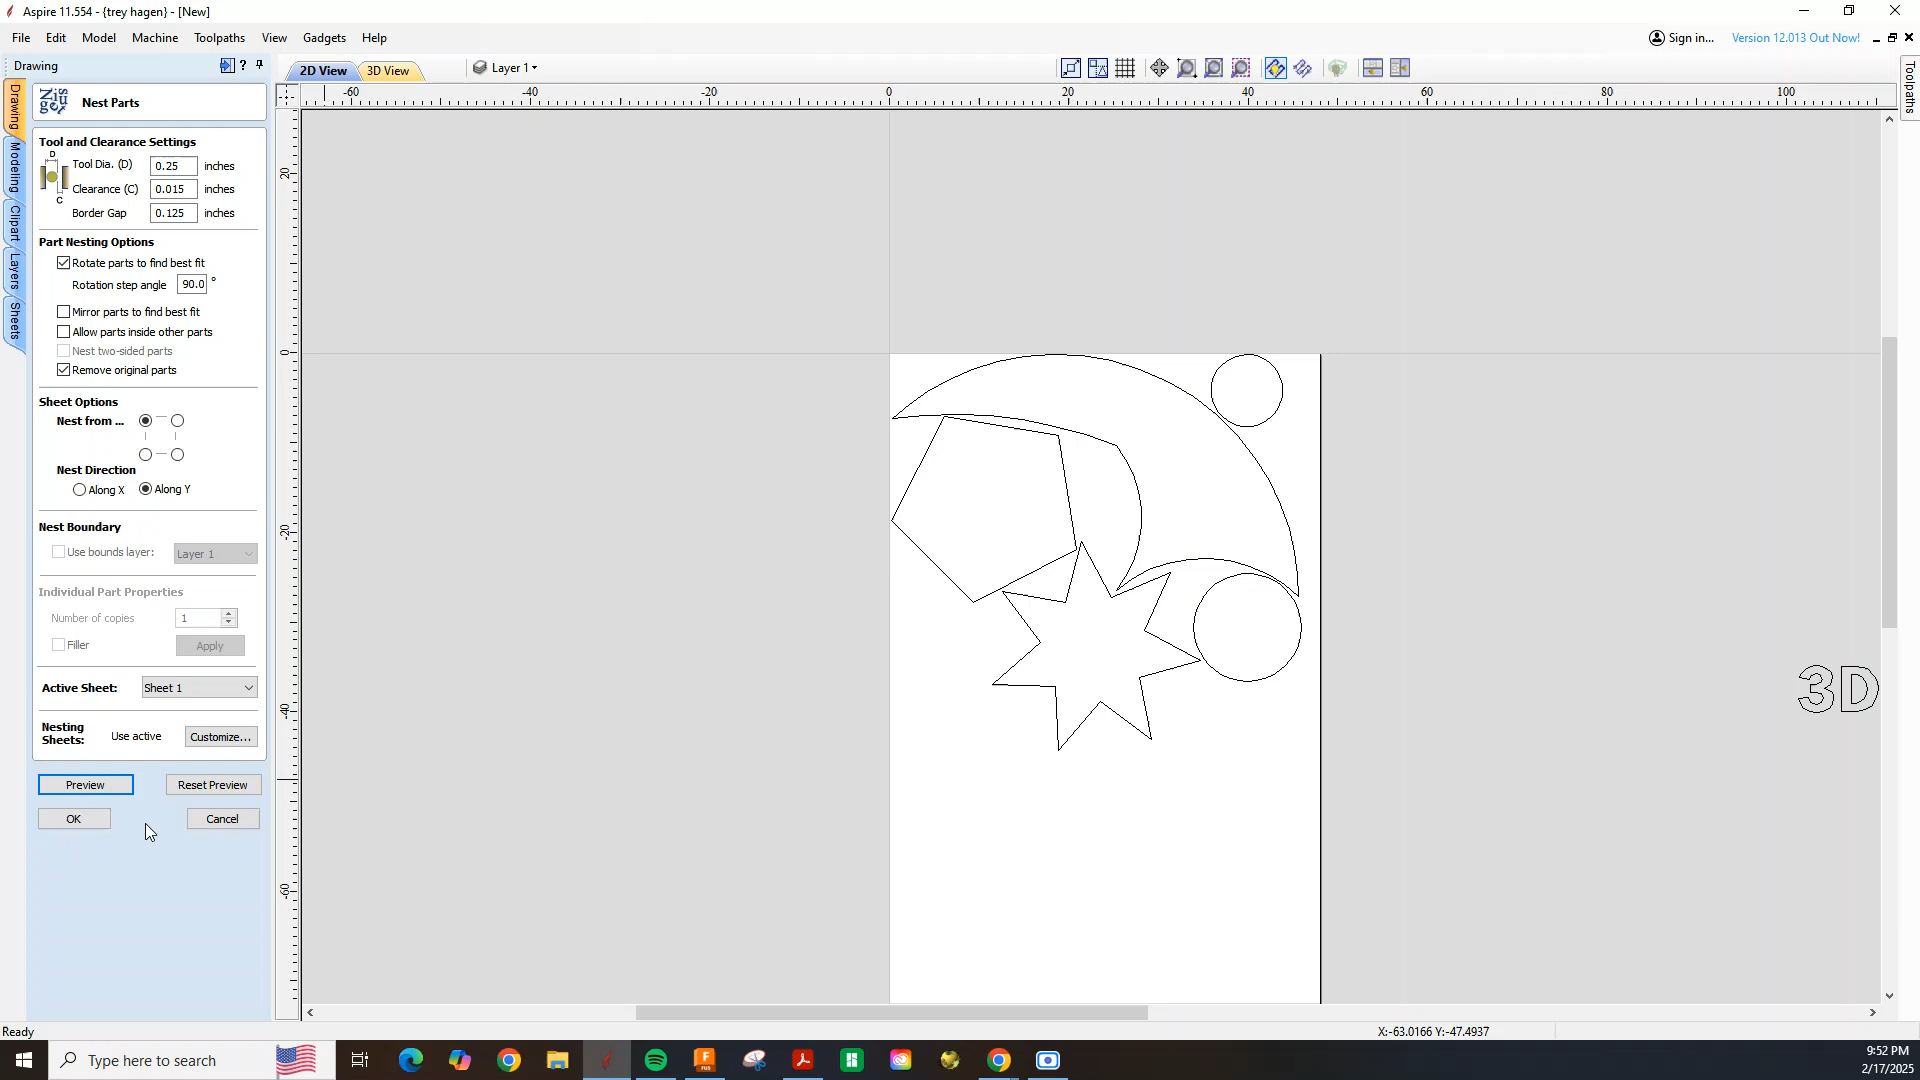 Aspire 11.554 - {trey hagen} - [New]
File Edit Model Machine Toolpaths View Gadgets Help
Sign in...
Version 12.013 Out Now!
Drawing
?
2D View
3D View
Layer 1
Nest Parts
-60 -40 -20 0 20 40 60 80 100
Drawing
Modeling
Clipart
Layers
Sheets
Toolpaths
Tool and Clearance Settings
D
Tool Dia. (D) 0.25 inches
Clearance (C) 0.015 inches
C
Border Gap 0.125 inches
Part Nesting Options
Rotate parts to find best fit
Rotation step angle 90.0 °
Mirror parts to find best fit
Allow parts inside other parts
Nest two-sided parts
Remove original parts
Sheet Options
Nest from ...
Nest Direction
Along X Along Y
Nest Boundary
Use bounds layer: Layer 1
Individual Part Properties
Number of copies 1
Filler Apply
Active Sheet: Sheet 1
Nesting
Sheets: Use active Customize...
Preview Reset Preview
OK Cancel
20
0
-20
-40
-60
3D
Ready
X:-63.0166 Y:-47.4937
Type here to search
F
FUS
9:52 PM
2/17/2025